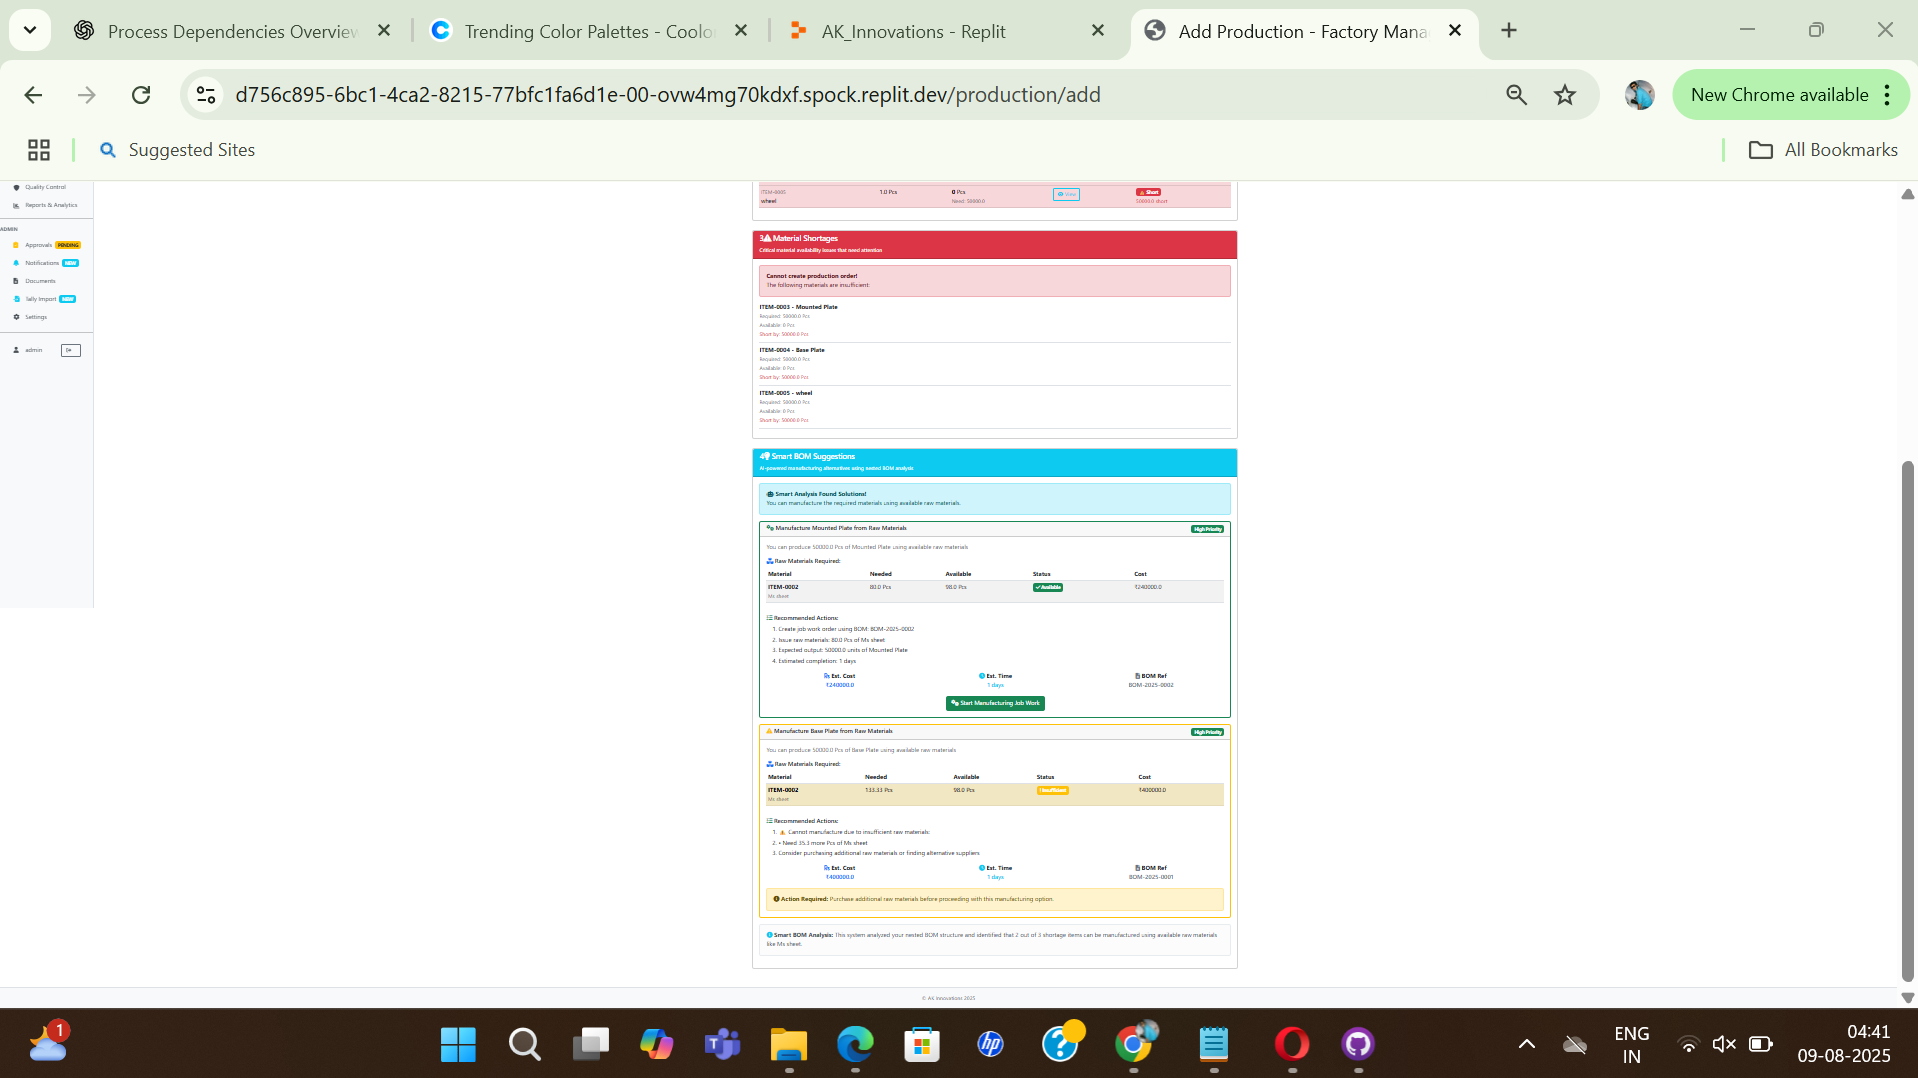 Process Dependencies Overview
Trending Color Palettes - Coolo
AK_Innovations - Replit
Add Production - Factory Mana
d756c895-6bc1-4ca2-8215-77bfc1fa6d1e-00-ovw4mg70kdxf.spock.replit.dev/production/add
New Chrome available
Suggested Sites
All Bookmarks
Quality Control
Reports & Analytics
ADMIN
Approvals PENDING
Notifications NEW
Documents
Tally Import NEW
Settings
admin
ITEM-0005 1.0 Pcs 0 Pcs View Short
wheel Need: 50000.0 50000.0 short
3 Material Shortages
Critical material availability issues that need attention
Cannot create production order!
The following materials are insufficient:
ITEM-0003 - Mounted Plate
Required: 50000.0 Pcs
Available: 0 Pcs
Short by: 50000.0 Pcs
ITEM-0004 - Base Plate
Required: 50000.0 Pcs
Available: 0 Pcs
Short by: 50000.0 Pcs
ITEM-0005 - wheel
Required: 50000.0 Pcs
Available: 0 Pcs
Short by: 50000.0 Pcs
4 Smart BOM Suggestions
AI-powered manufacturing alternatives using nested BOM analysis
Smart Analysis Found Solutions!
You can manufacture the required materials using available raw materials.
Manufacture Mounted Plate from Raw Materials High Priority
You can produce 50000.0 Pcs of Mounted Plate using available raw materials
Raw Materials Required:
Material Needed Available Status Cost
ITEM-0002 80.0 Pcs 98.0 Pcs Available ₹240000.0
Ms sheet
Recommended Actions:
1. Create job work order using BOM: BOM-2025-0002
2. Issue raw materials: 80.0 Pcs of Ms sheet
3. Expected output: 50000.0 units of Mounted Plate
4. Estimated completion: 1 days
Est. Cost Est. Time BOM Ref
₹240000.0 1 days BOM-2025-0002
Start Manufacturing Job Work
Manufacture Base Plate from Raw Materials High Priority
You can produce 50000.0 Pcs of Base Plate using available raw materials
Raw Materials Required:
Material Needed Available Status Cost
ITEM-0002 133.33 Pcs 98.0 Pcs Insufficient ₹400000.0
Ms sheet
Recommended Actions:
1. Cannot manufacture due to insufficient raw materials:
2. • Need 35.3 more Pcs of Ms sheet
3. Consider purchasing additional raw materials or finding alternative suppliers
Est. Cost Est. Time BOM Ref
₹400000.0 1 days BOM-2025-0001
Action Required: Purchase additional raw materials before proceeding with this manufacturing option.
Smart BOM Analysis: This system analyzed your nested BOM structure and identified that 2 out of 3 shortage items can be manufactured using available raw materials
like Ms sheet.
© AK Innovations 2025
1
hp
ENG
IN
04:41
09-08-2025